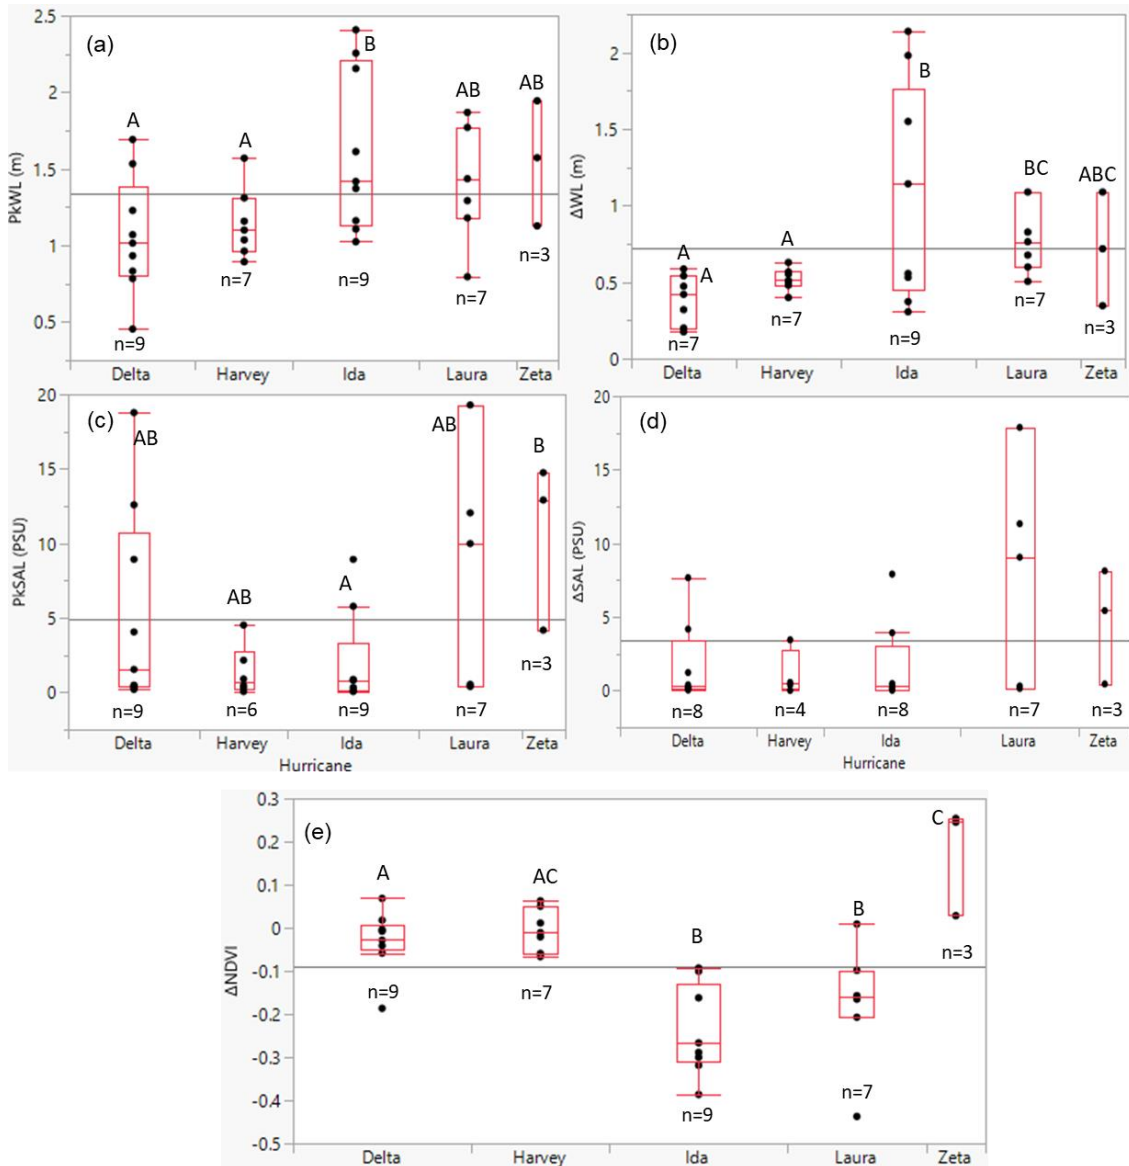 (a)
PkWL (m)
2.5
2
1.5
1
0.5
A
A
B
AB
AB
n=9
n=7
n=9
n=7
n=3
Delta
Harvey
Ida
Laura
Zeta
(b)
ΔWL (m)
2
1.5
1
0.5
0
A
A
A
B
BC
ABC
n=7
n=7
n=9
n=7
n=3
Delta
Harvey
Ida
Laura
Zeta
(c)
PkSAL (PSU)
20
15
10
5
0
AB
AB
A
AB
B
n=9
n=6
n=9
n=7
n=3
Delta
Harvey
Ida
Laura
Zeta
Hurricane
(d)
ΔSAL (PSU)
20
15
10
5
0
n=8
n=4
n=8
n=7
n=3
Delta
Harvey
Ida
Laura
Zeta
Hurricane
(e)
ΔNDVI
0.3
0.2
0.1
0
-0.1
-0.2
-0.3
-0.4
-0.5
A
AC
B
B
C
n=9
n=7
n=9
n=7
n=3
Delta
Harvey
Ida
Laura
Zeta